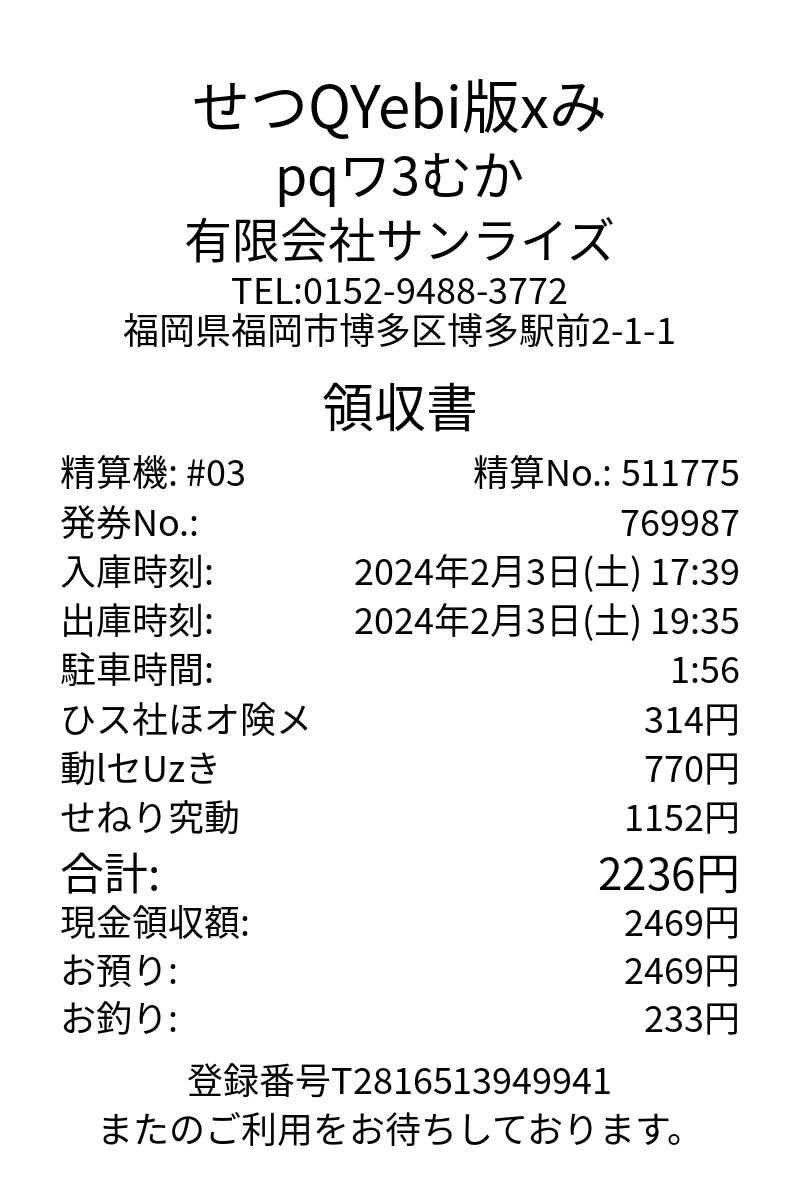 せつQYebi版xみ
pqワ3むか
有限会社サンライズ
TEL:0152-9488-3772
福岡県福岡市博多区博多駅前2-1-1
領収書
精算機: #03 精算No.: 511775
発券No.: 769987
入庫時刻: 2024年2月3日(土) 17:39
出庫時刻: 2024年2月3日(土) 19:35
駐車時間: 1:56
ひス社ほオ険メ 314円
動lセUzき 770円
せねり究動 1152円
合計: 2236円
現金領収額: 2469円
お預り: 2469円
お釣り: 233円
登録番号T2816513949941
またのご利用をお待ちしております。